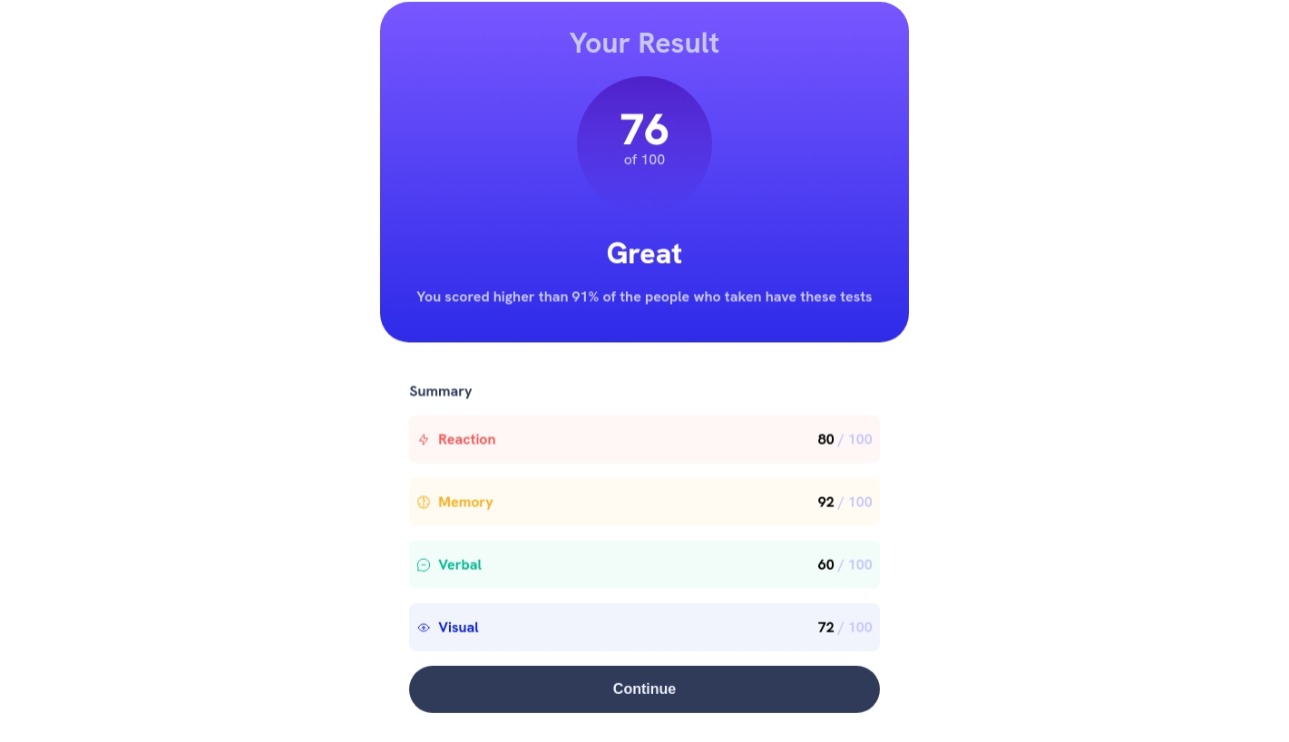 Your Result
76
of 100
Great
You scored higher than 91% of the people who taken have these tests
Summary
Reaction 80 / 100
Memory 92 / 100
Verbal 60 / 100
Visual 72 / 100
Continue